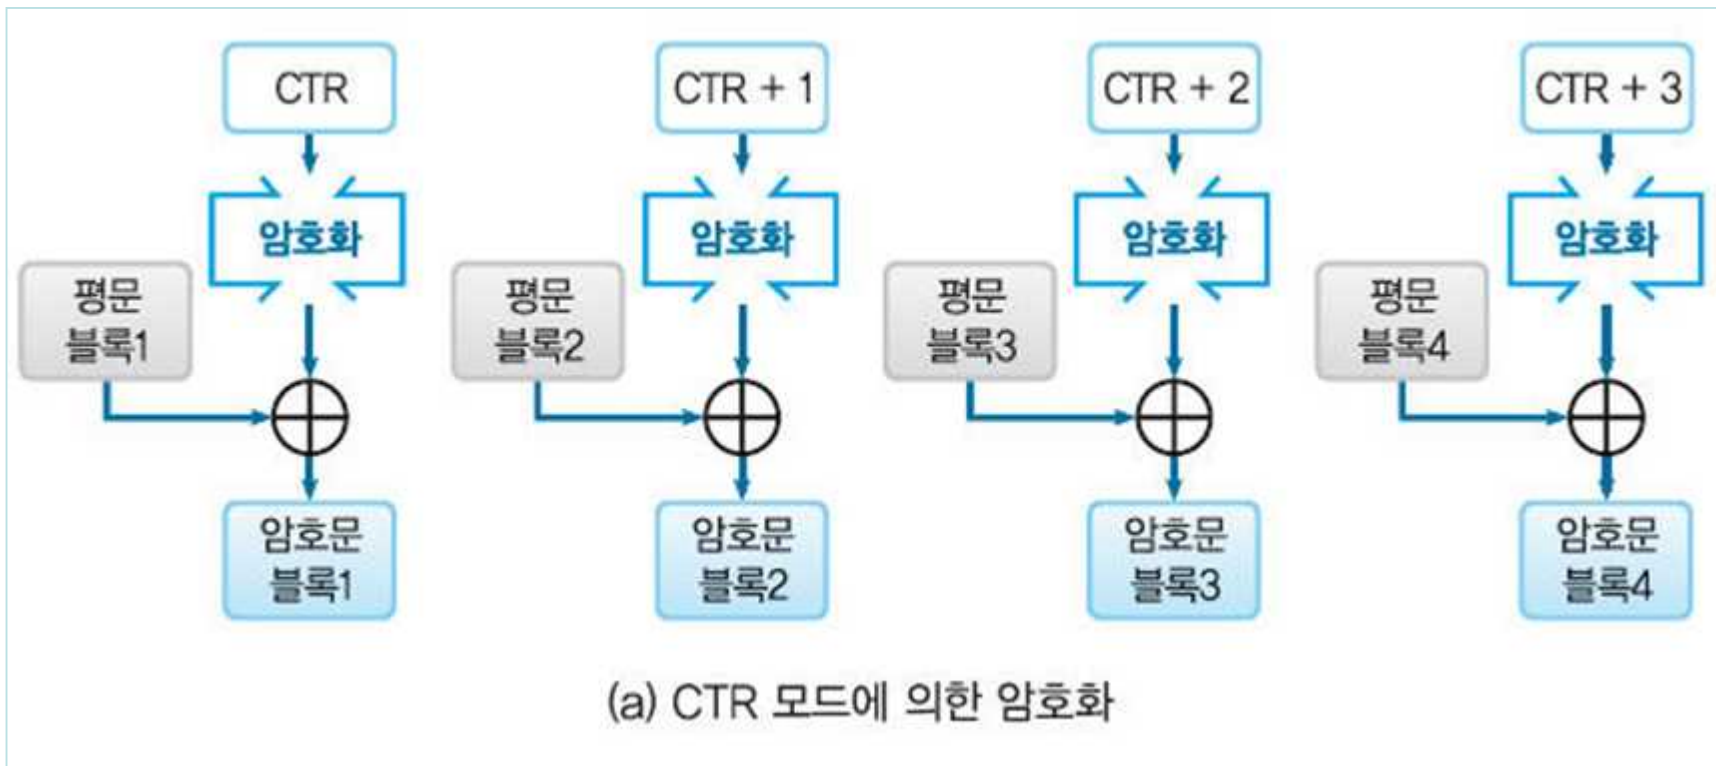 CTR
CTR + 1
CTR + 2
CTR + 3
암호화
암호화
암호화
암호화
평문
블록1
평문
블록2
평문
블록3
평문
블록4
암호문
블록1
암호문
블록2
암호문
블록3
암호문
블록4
(a) CTR 모드에 의한 암호화